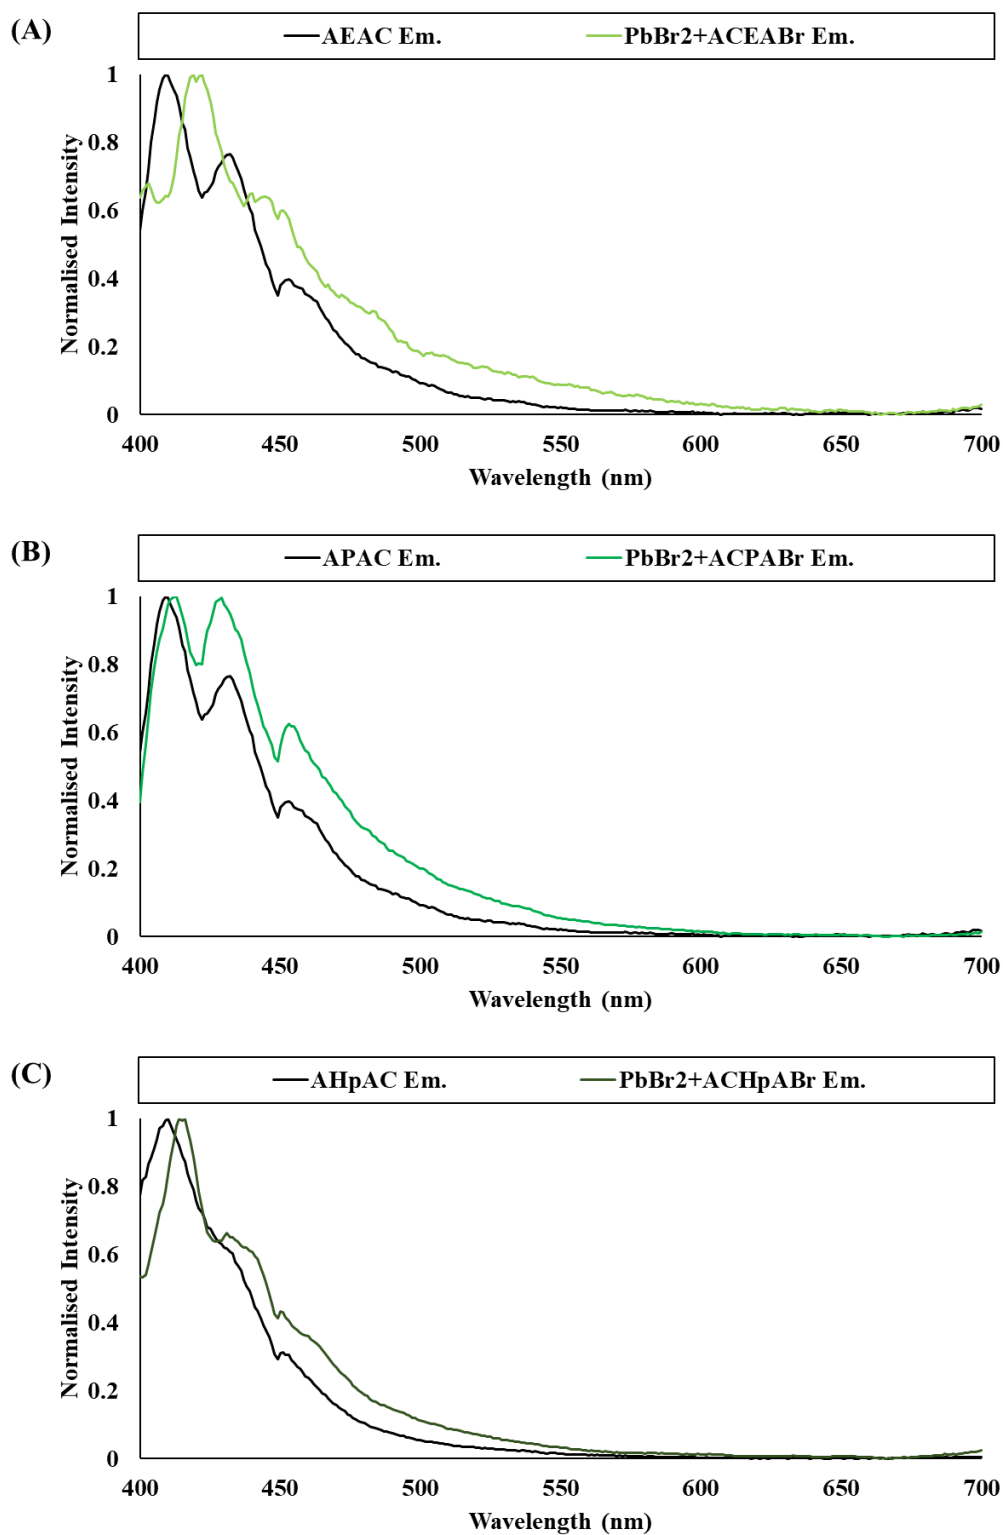 (A)
AEAC Em. PbBr2+ACEABr Em.
1
0.8
0.6
0.4
0.2
0
Normalised Intensity
400 450 500 550 600 650 700
Wavelength (nm)
(B)
APAC Em. PbBr2+ACPABr Em.
1
0.8
0.6
0.4
0.2
0
Normalised Intensity
400 450 500 550 600 650 700
Wavelength (nm)
(C)
AHpAC Em. PbBr2+ACHpABr Em.
1
0.8
0.6
0.4
0.2
0
Normalised Intensity
400 450 500 550 600 650 700
Wavelength (nm)